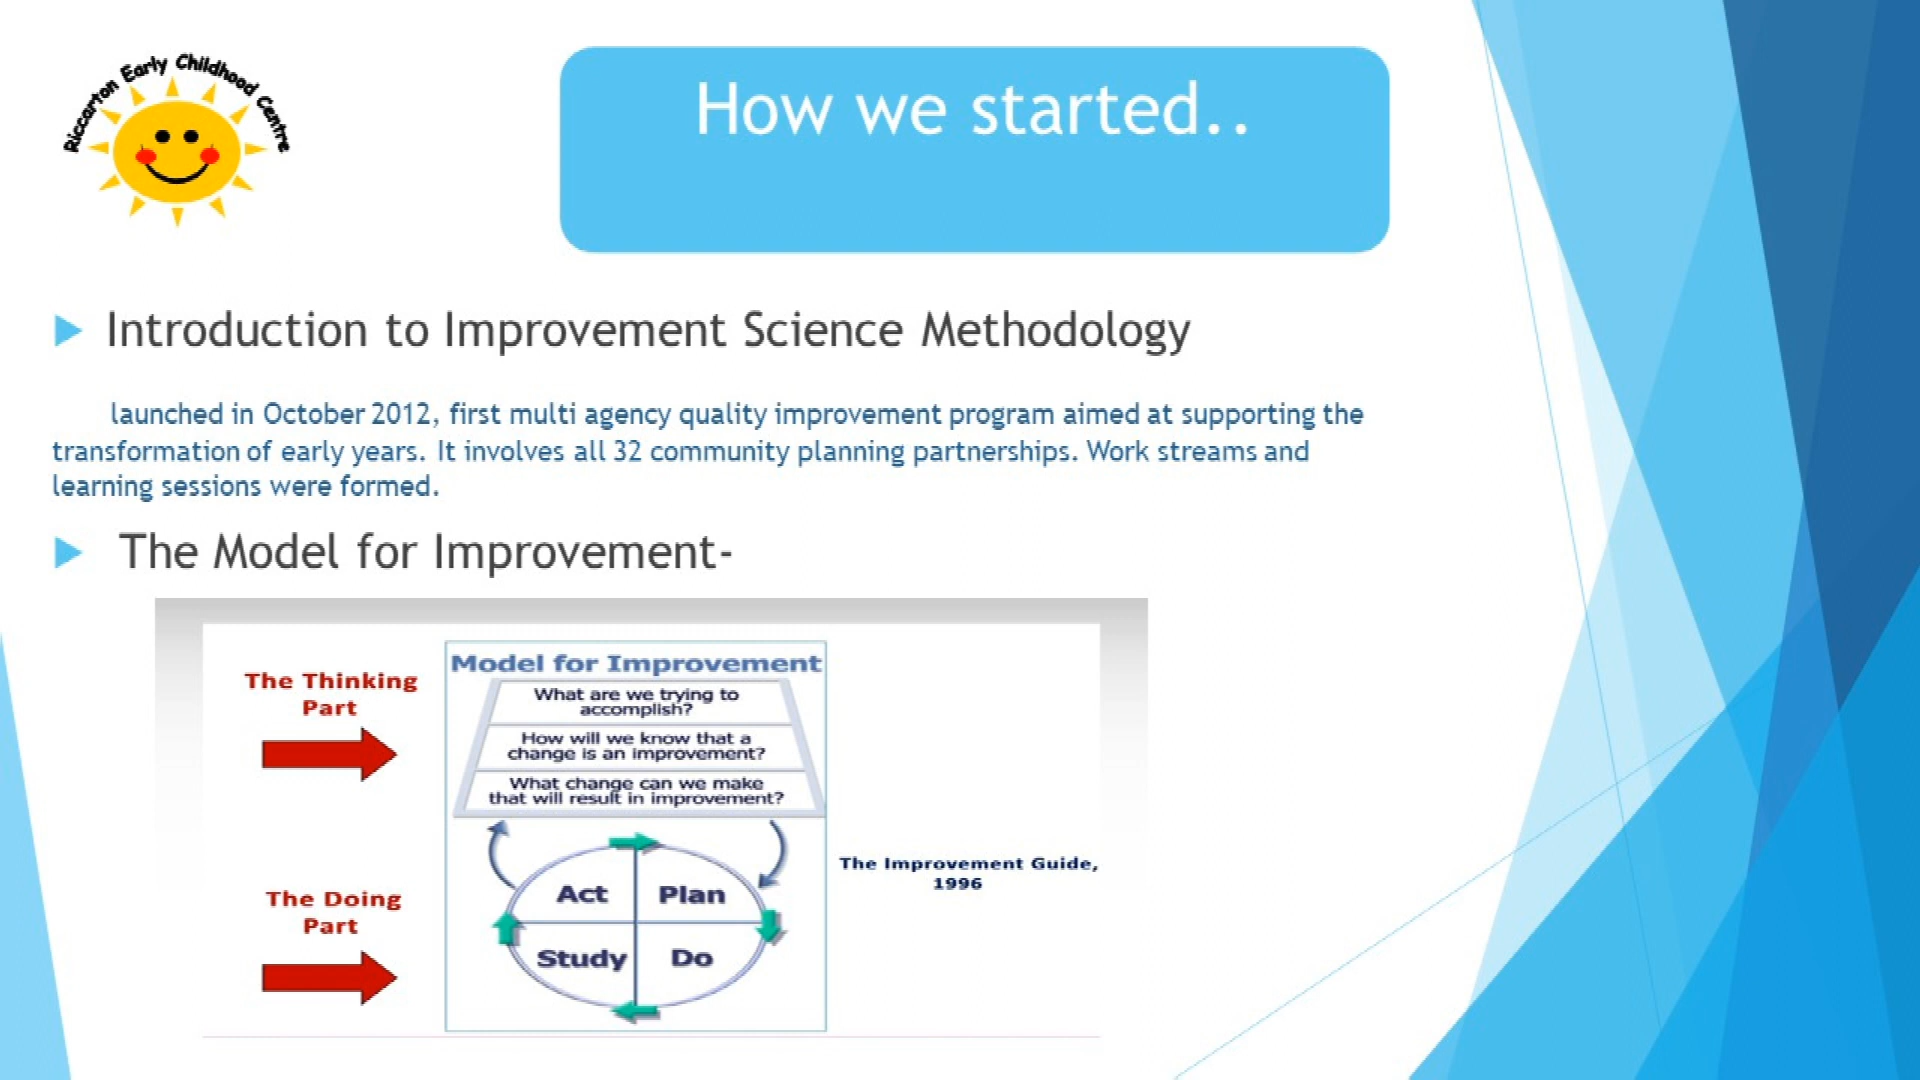 Riccarton Early Childhood Centre
How we started..
Introduction to Improvement Science Methodology
launched in October 2012, first multi agency quality improvement program aimed at supporting the
transformation of early years. It involves all 32 community planning partnerships. Work streams and
learning sessions were formed.
The Model for Improvement-
The Thinking
Part
Model for Improvement
What are we trying to
accomplish?
How will we know that a
change is an improvement?
What change can we make
that will result in improvement?
The Doing
Part
Act
Plan
Study
Do
The Improvement Guide,
1996